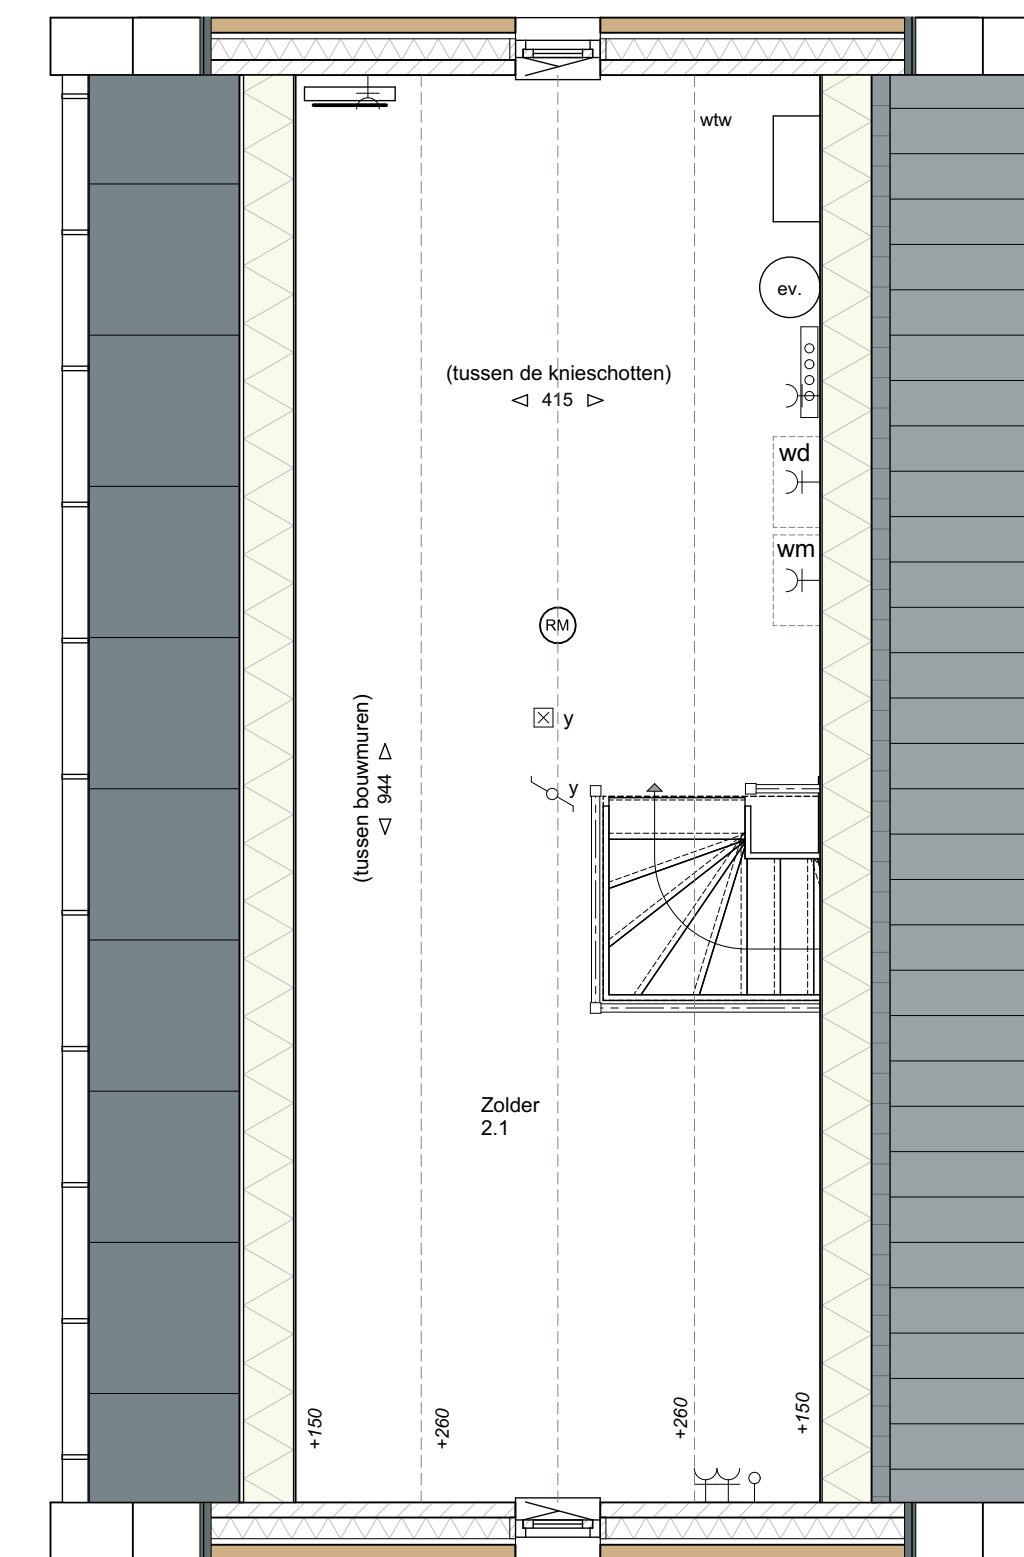 wtw
ev.
(tussen de knieschotten)
415
wd
wm
RM
y
y
(tussen bouwmuren)
944
Zolder
2.1
+150
+260
+260
+150